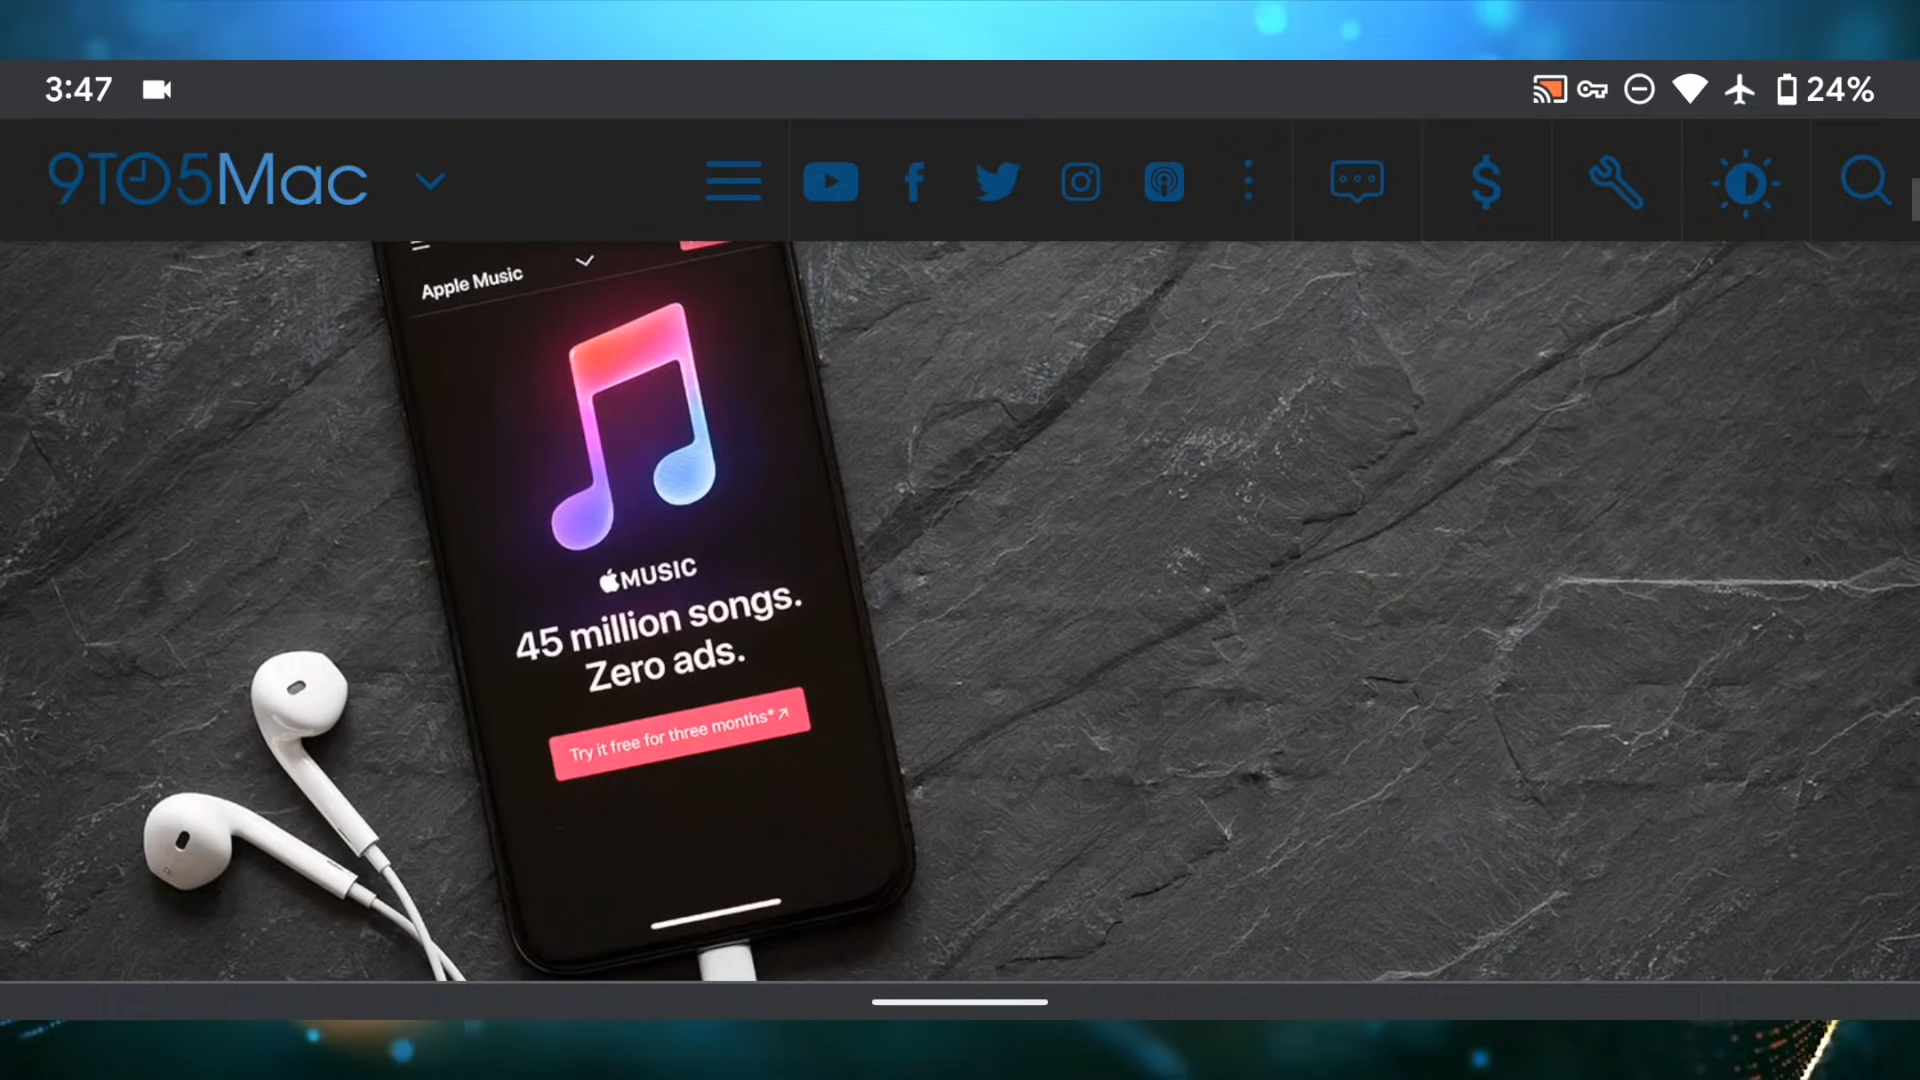 3:47
24%
9TO5Mac
Apple Music
MUSIC
45 million songs.
Zero ads.
Try it free for three months*